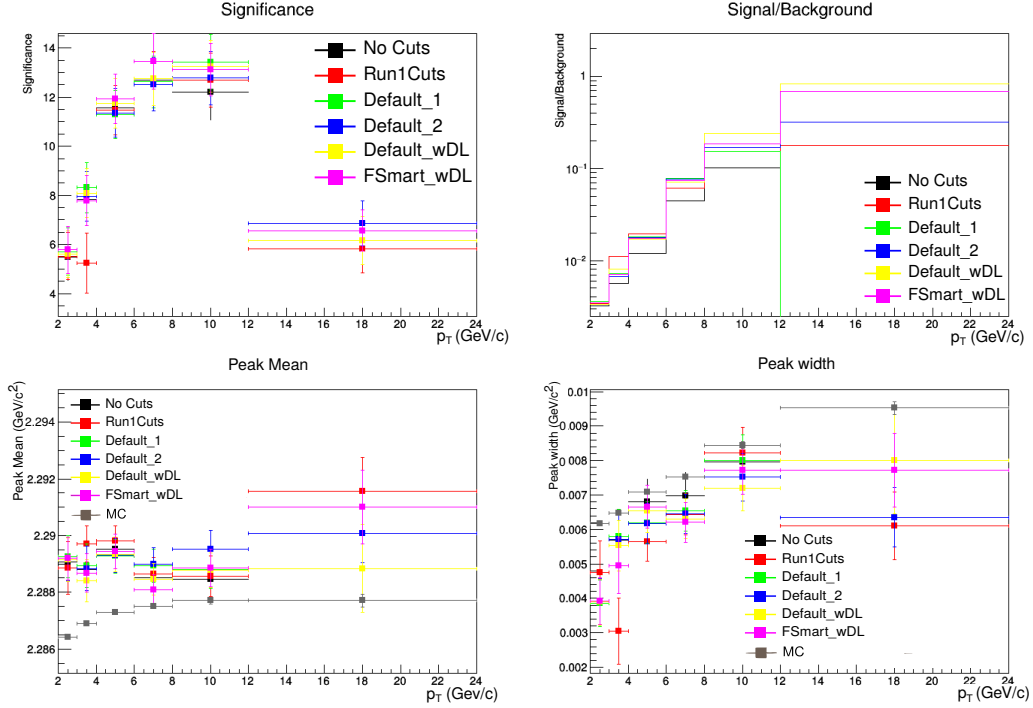 Significance
Significance
14
12
10
8
6
4
No Cuts
Run1Cuts
Default_1
Default_2
Default_wDL
FSmart_wDL
2 4 6 8 10 12 14 16 18 20 22 24
p_T (GeV/c)
Signal/Background
Signal/Background
1
10⁻¹
10⁻²
No Cuts
Run1Cuts
Default_1
Default_2
Default_wDL
FSmart_wDL
2 4 6 8 10 12 14 16 18 20 22 24
p_T (GeV/c)
Peak Mean
Peak Mean (GeV/c²)
2.294
2.292
2.29
2.288
2.286
No Cuts
Run1Cuts
Default_1
Default_2
Default_wDL
FSmart_wDL
MC
2 4 6 8 10 12 14 16 18 20 22 24
p_T (Gev/c)
Peak width
Peak width (GeV/c²)
0.01
0.009
0.008
0.007
0.006
0.005
0.004
0.003
0.002
No Cuts
Run1Cuts
Default_1
Default_2
Default_wDL
FSmart_wDL
MC
2 4 6 8 10 12 14 16 18 20 22 24
p_T (GeV/c)